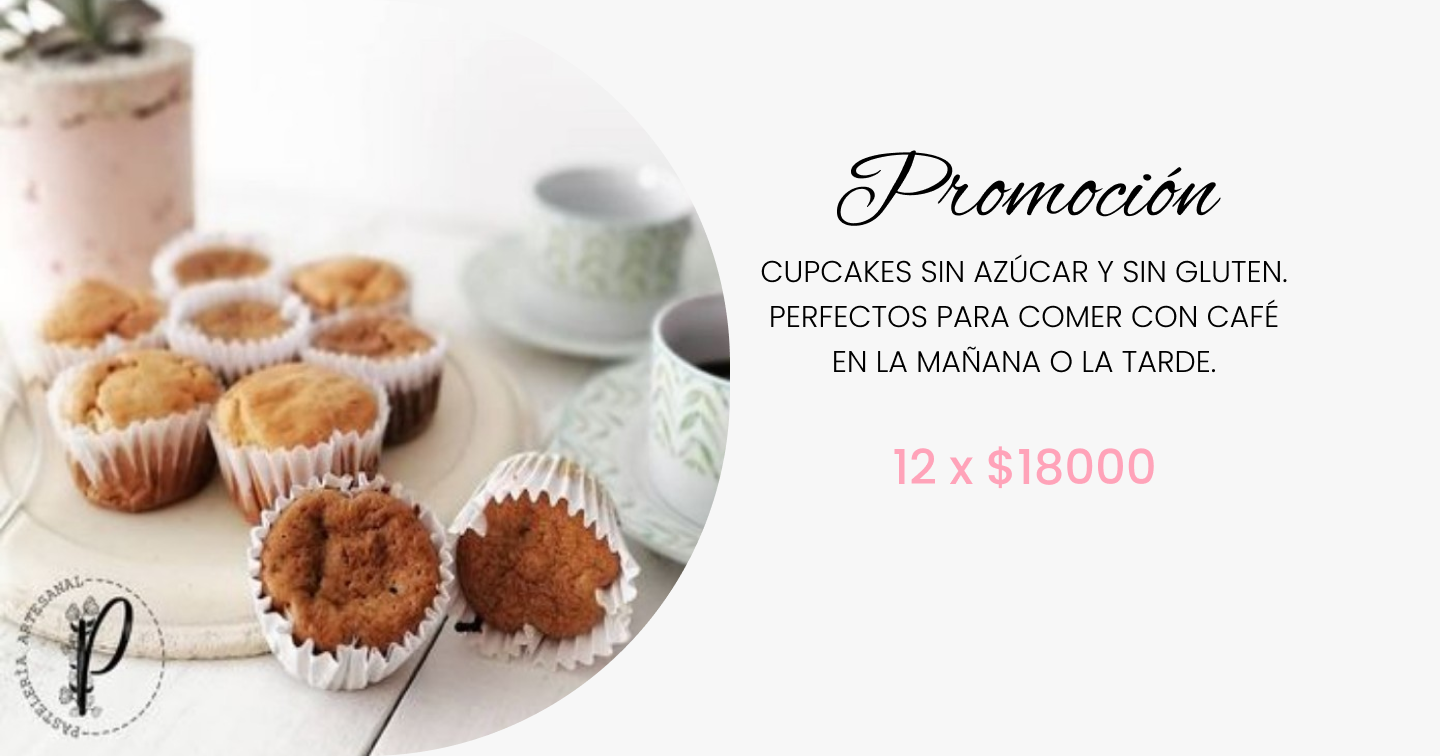 Promoción
CUPCAKES SIN AZÚCAR Y SIN GLUTEN.
PERFECTOS PARA COMER CON CAFÉ
EN LA MAÑANA O LA TARDE.
12 x $18000
PASTELERÍA ARTESANAL
P